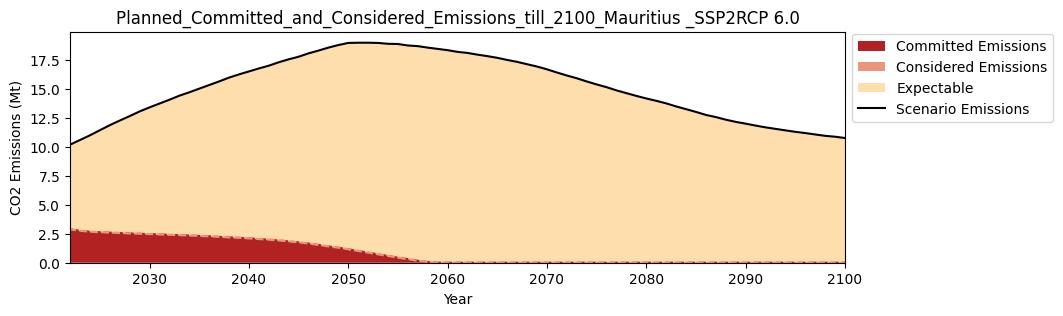 Planned_Committed_and_Considered_Emissions_till_2100_Mauritius _SSP2RCP 6.0
CO2 Emissions (Mt)
17.5
15.0
12.5
10.0
7.5
5.0
2.5
0.0
2030
2040
2050
2060
2070
2080
2090
2100
Year
Committed Emissions
Considered Emissions
Expectable
Scenario Emissions